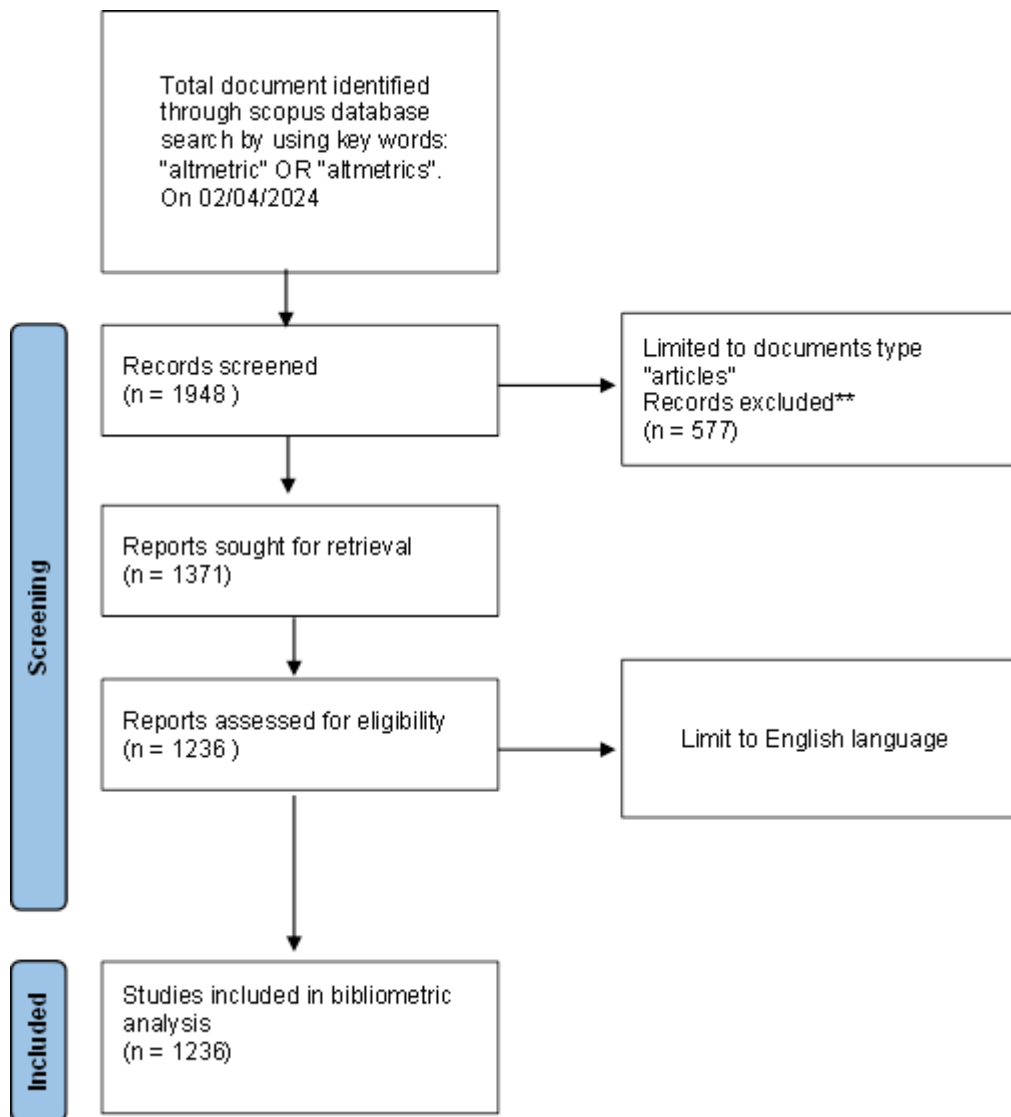 Total document identified
through scopus database
search by using key words:
"altmetric" OR "altmetrics".
On 02/04/2024
Screening
Records screened
(n = 1948 )
Limited to documents type
"articles"
Records excluded**
(n = 577)
Reports sought for retrieval
(n = 1371)
Reports assessed for eligibility
(n = 1236 )
Limit to English language
Included
Studies included in bibliometric
analysis
(n = 1236)